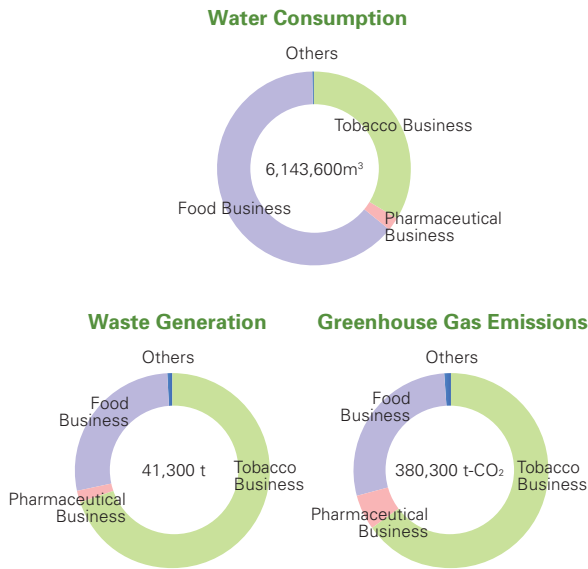 Water Consumption
Others
Tobacco Business
6,143,600m³
Food Business
Pharmaceutical
Business
Waste Generation
Others
Food
Business
41,300 t
Tobacco
Business
Pharmaceutical
Business
Greenhouse Gas Emissions
Others
Food
Business
380,300 t-CO₂
Tobacco
Business
Pharmaceutical
Business